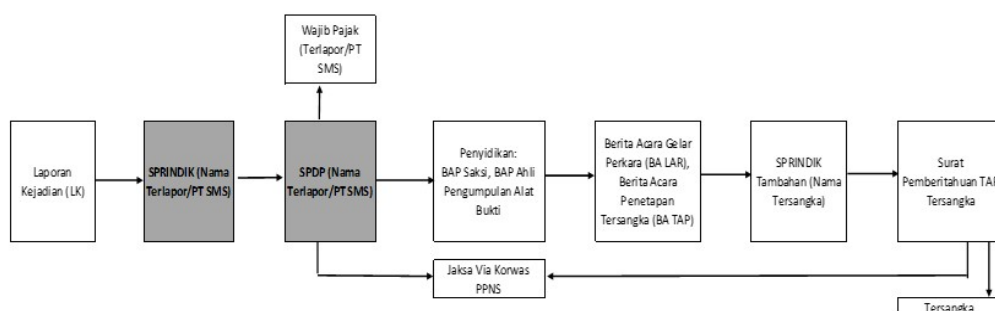 Wajib Pajak
(Terlapor/PT
SMS)
Laporan
Kejadian (LK)
SPRINDIK (Nama
Terlapor/PT SMS)
SPDP (Nama
Terlapor/PT SMS)
Penyidikan:
BAP Saksi, BAP Ahli
Pengumpulan Alat
Bukti
Berita Acara Gelar
Perkara (BA LAR),
Berita Acara
Penetapan
Tersangka (BA TAP)
SPRINDIK
Tambahan (Nama
Tersangka)
Surat
Pemberitahuan TAP
Tersangka
Jaksa Via Korwas
PPNS
Tersangka